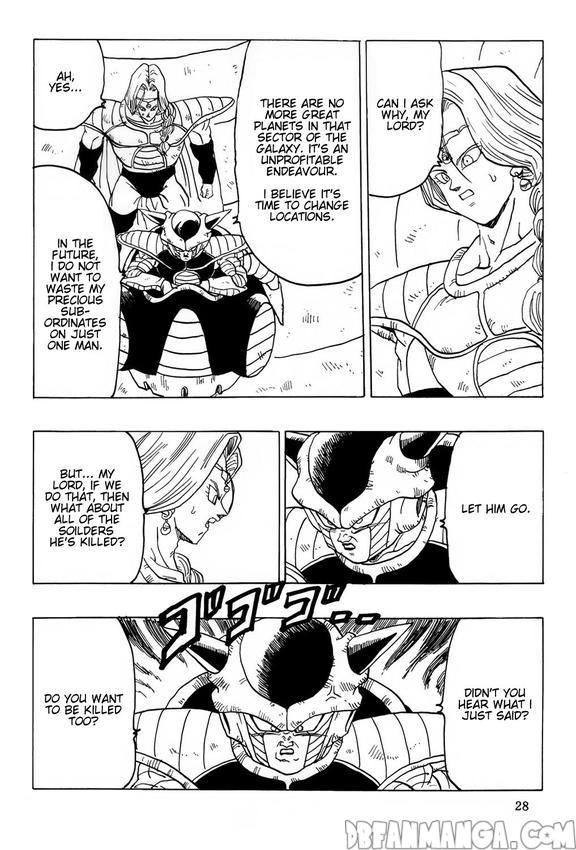 CAN I ASK
WHY, MY
LORD?
THERE ARE NO
MORE GREAT
PLANETS IN THAT
SECTOR OF THE
GALAXY. IT'S AN
UNPROFITABLE
ENDEAVOUR.
I BELIEVE IT'S
TIME TO CHANGE
LOCATIONS.
AH,
YES...
IN THE
FUTURE,
I DO NOT
WANT TO
WASTE MY
PRECIOUS
SUB-
ORDINATES
ON JUST
ONE MAN.
LET HIM GO.
BUT... MY
LORD, IF WE
DO THAT, THEN
WHAT ABOUT
ALL OF THE
SOILDERS
HE'S KILLED?
ゴゴゴゴ...
DIDN'T YOU
HEAR WHAT I
JUST SAID?
DO YOU WANT
TO BE KILLED
TOO?
28
DBFANMANGA.COM